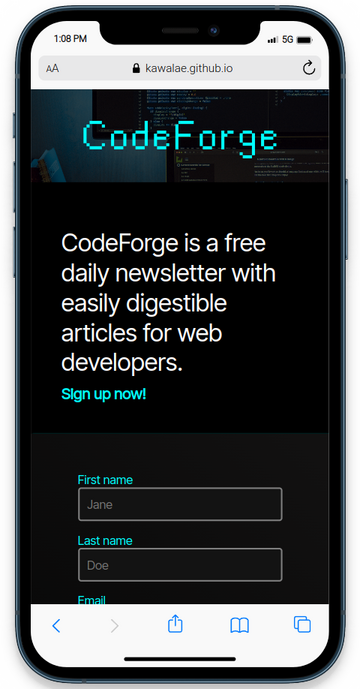 1:08 PM
5G
AA
kawalae.github.io
CodeForge
CodeForge is a free
daily newsletter with
easily digestible
articles for web
developers.
Sign up now!
First name
Jane
Last name
Doe
Email